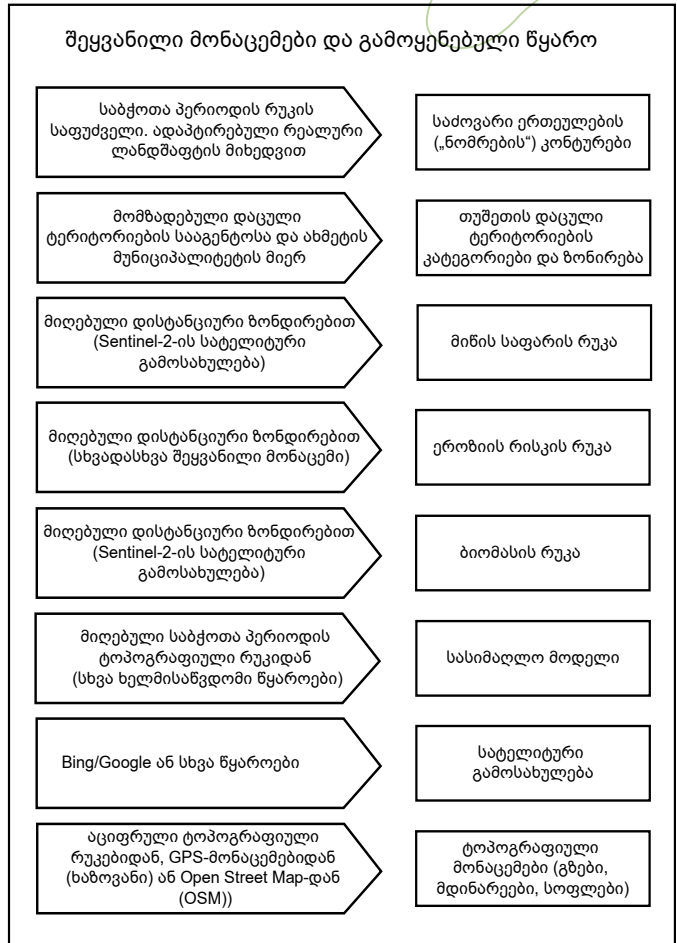 შეყვანილი მონაცემები და გამოყენებული წყარო
საბჭოთა პერიოდის რუკის
საფუძველი. ადაპტირებული რეალური
ლანდშაფტის მიხედვით
საძოვარი ერთეულების
(„ნომრების“) კონტურები
მომზადებული დაცული
ტერიტორიების სააგენტოსა და ახმეტის
მუნიციპალიტეტის მიერ
თუშეთის დაცული
ტერიტორიების
კატეგორიები და ზონირება
მიღებული დისტანციური ზონდირებით
(Sentinel-2-ის სატელიტური
გამოსახულება)
მიწის საფარის რუკა
მიღებული დისტანციური ზონდირებით
(სხვადასხვა შეყვანილი მონაცემი)
ეროზიის რისკის რუკა
მიღებული დისტანციური ზონდირებით
(Sentinel-2-ის სატელიტური
გამოსახულება)
ბიომასის რუკა
მიღებული საბჭოთა პერიოდის
ტოპოგრაფიული რუკიდან
(სხვა ხელმისაწვდომი წყაროები)
სასიმაღლო მოდელი
Bing/Google ან სხვა წყაროები
სატელიტური
გამოსახულება
აციფრული ტოპოგრაფიული
რუკებიდან, GPS-მონაცემებიდან
(ხაზოვანი) ან Open Street Map-დან
(OSM))
ტოპოგრაფიული
მონაცემები (გზები,
მდინარეები, სოფლები)